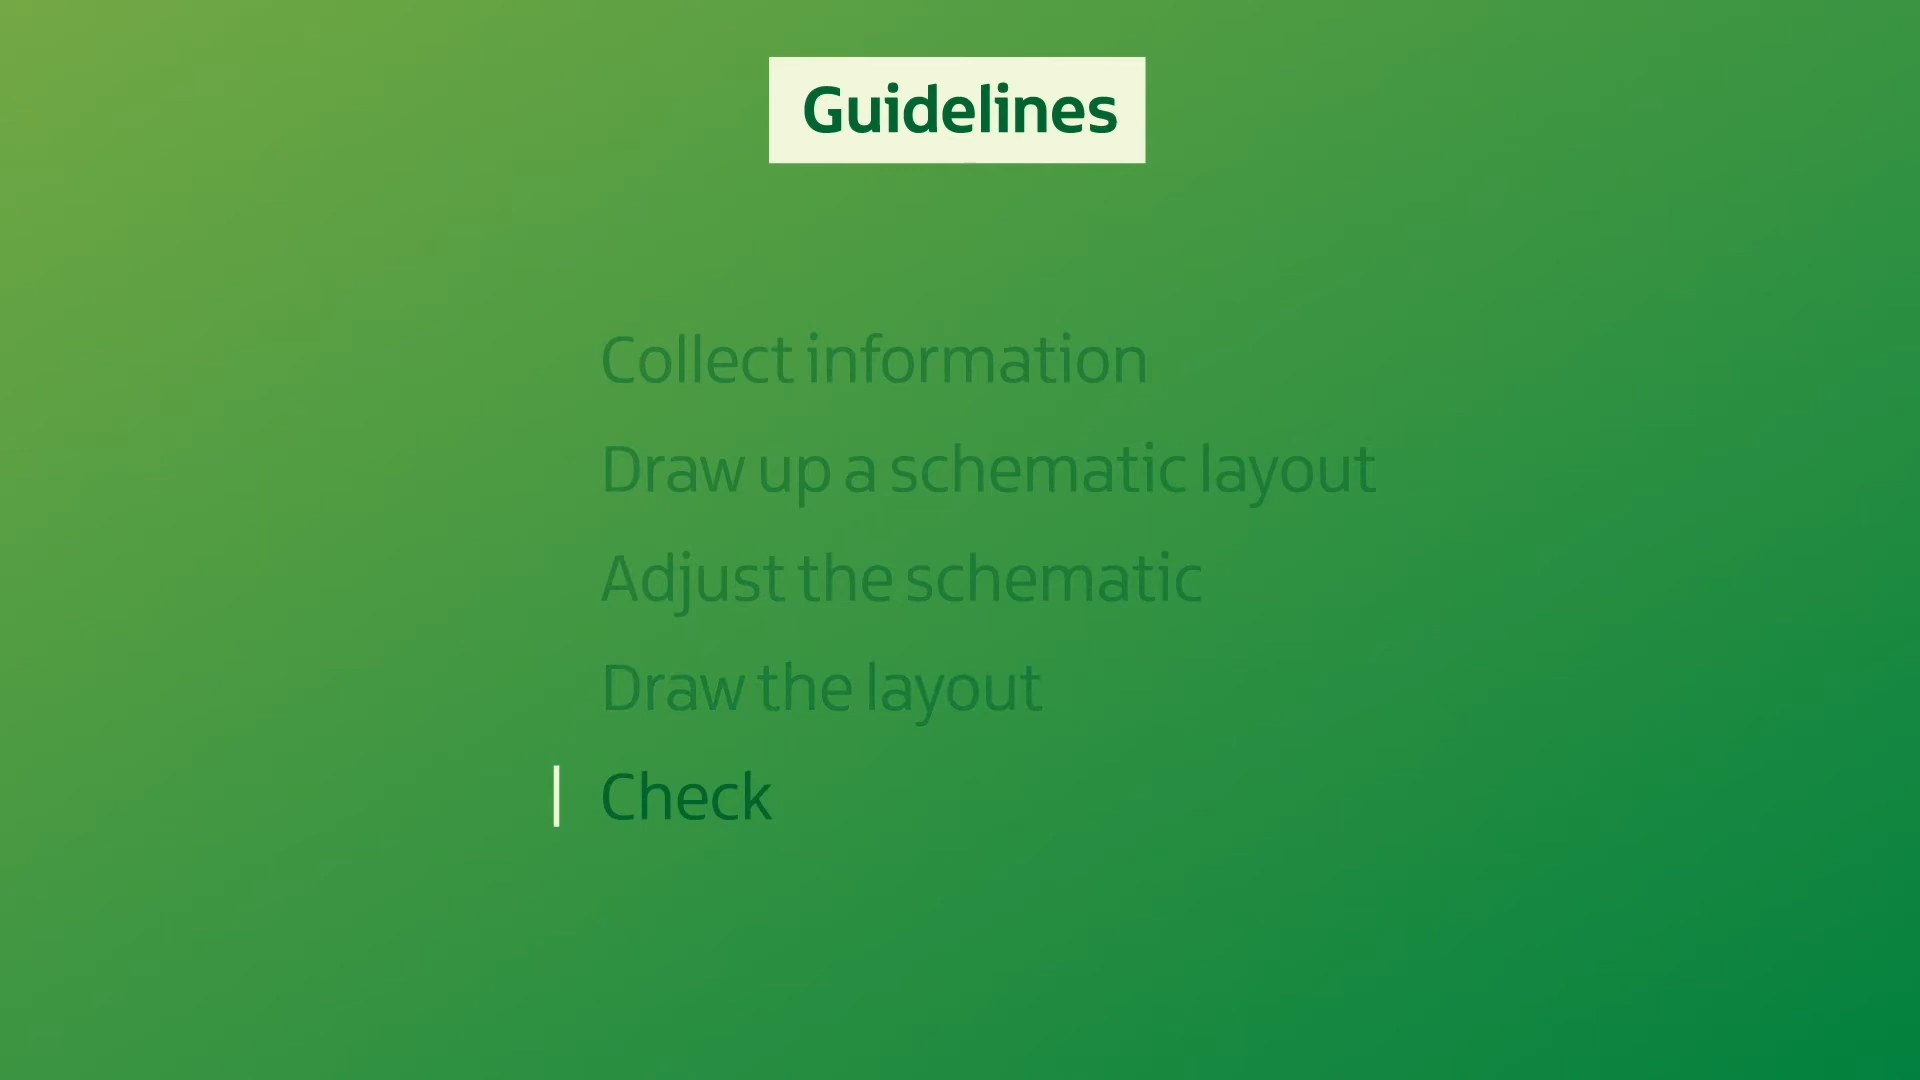 Guidelines
Collect information
Draw up a schematic layout
Adjust the schematic
Draw the layout
Check